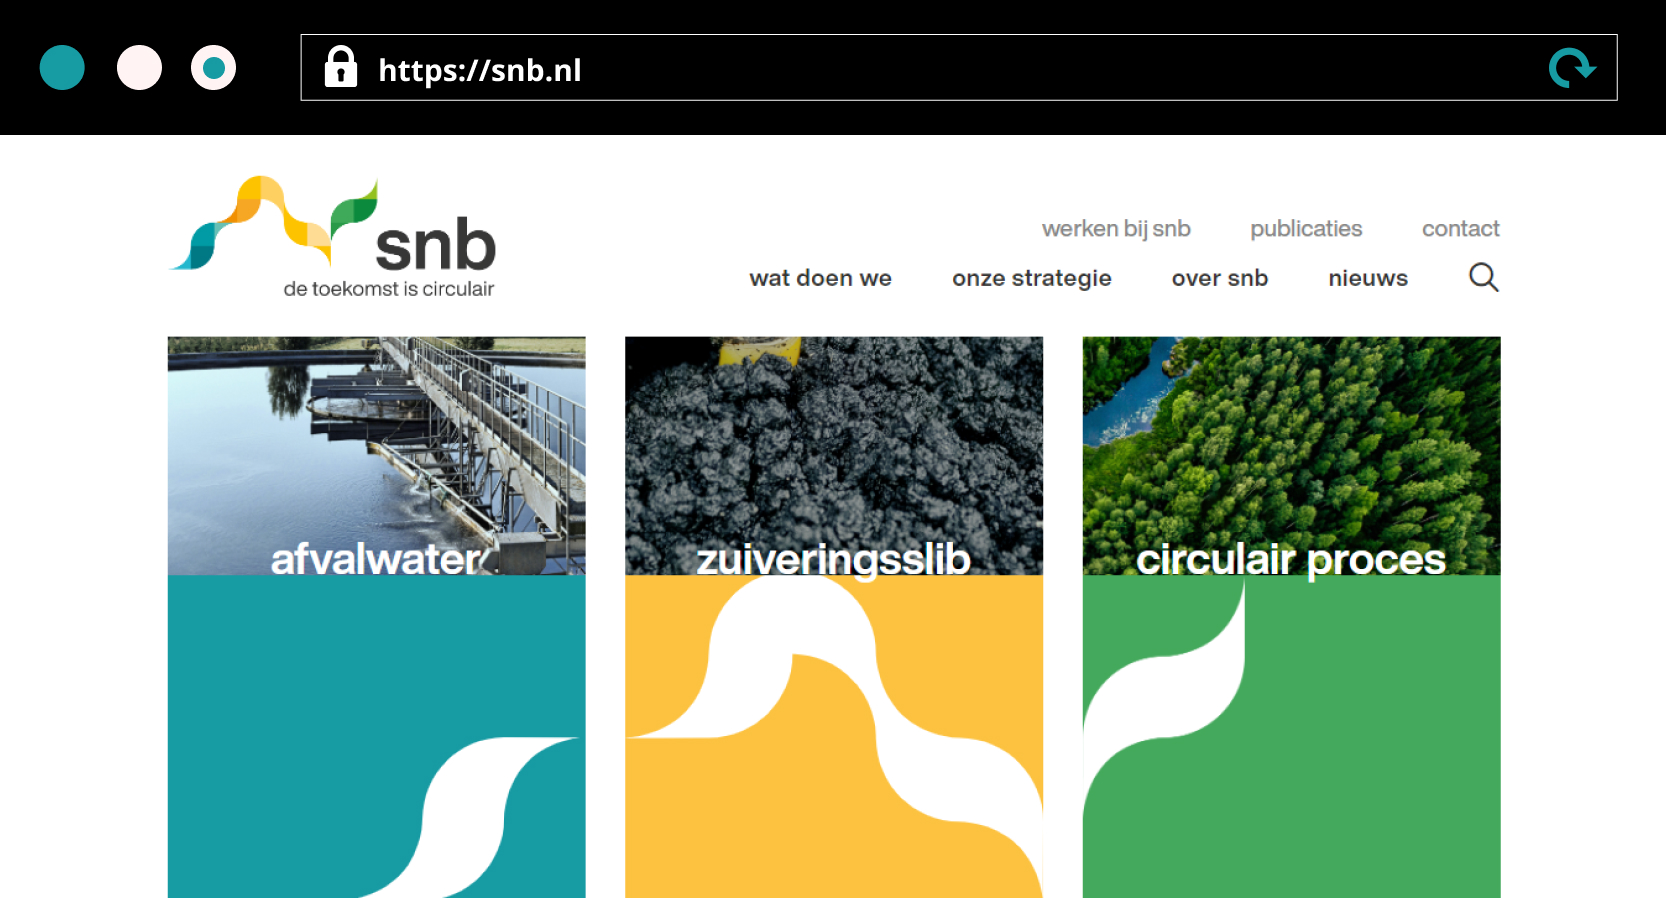 https://snb.nl
snb
de toekomst is circulair
werken bij snb publicaties contact
wat doen we onze strategie over snb nieuws
afvalwater zuiveringsslib circulair proces